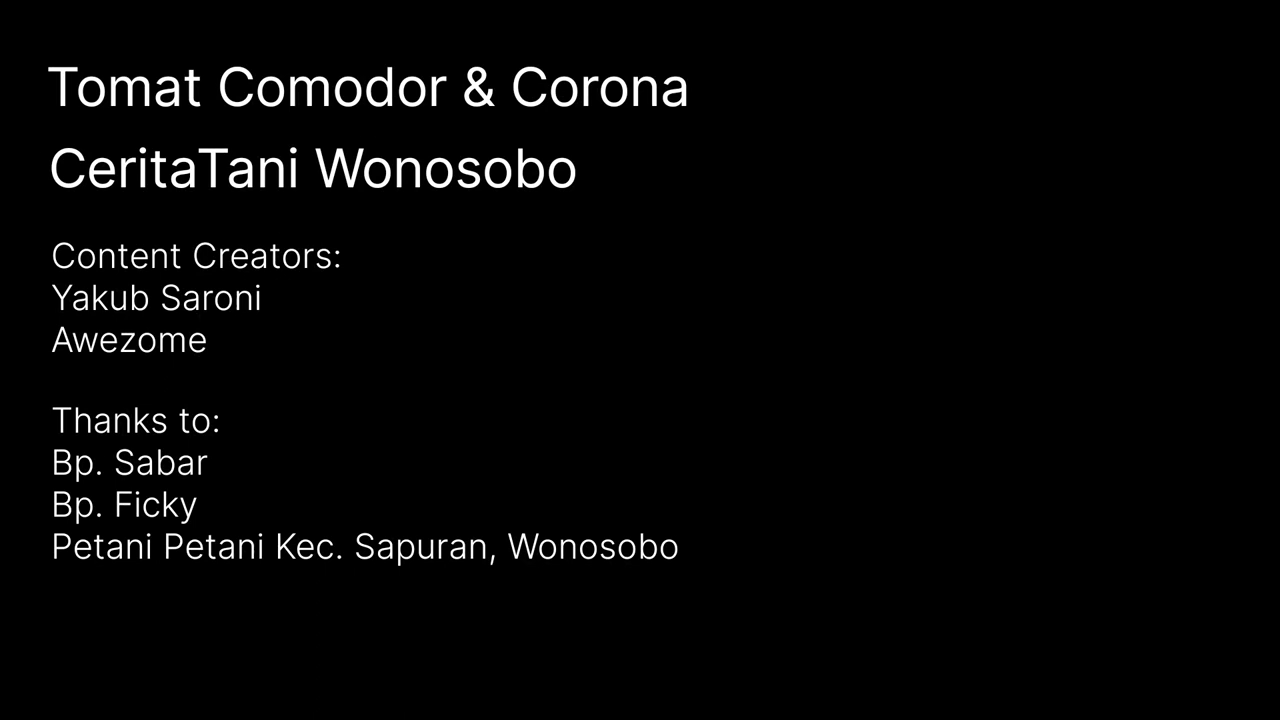 Tomat Comodor & Corona
CeritaTani Wonosobo
Content Creators:
Yakub Saroni
Awezome
Thanks to:
Bp. Sabar
Bp. Ficky
Petani Petani Kec. Sapuran, Wonosobo